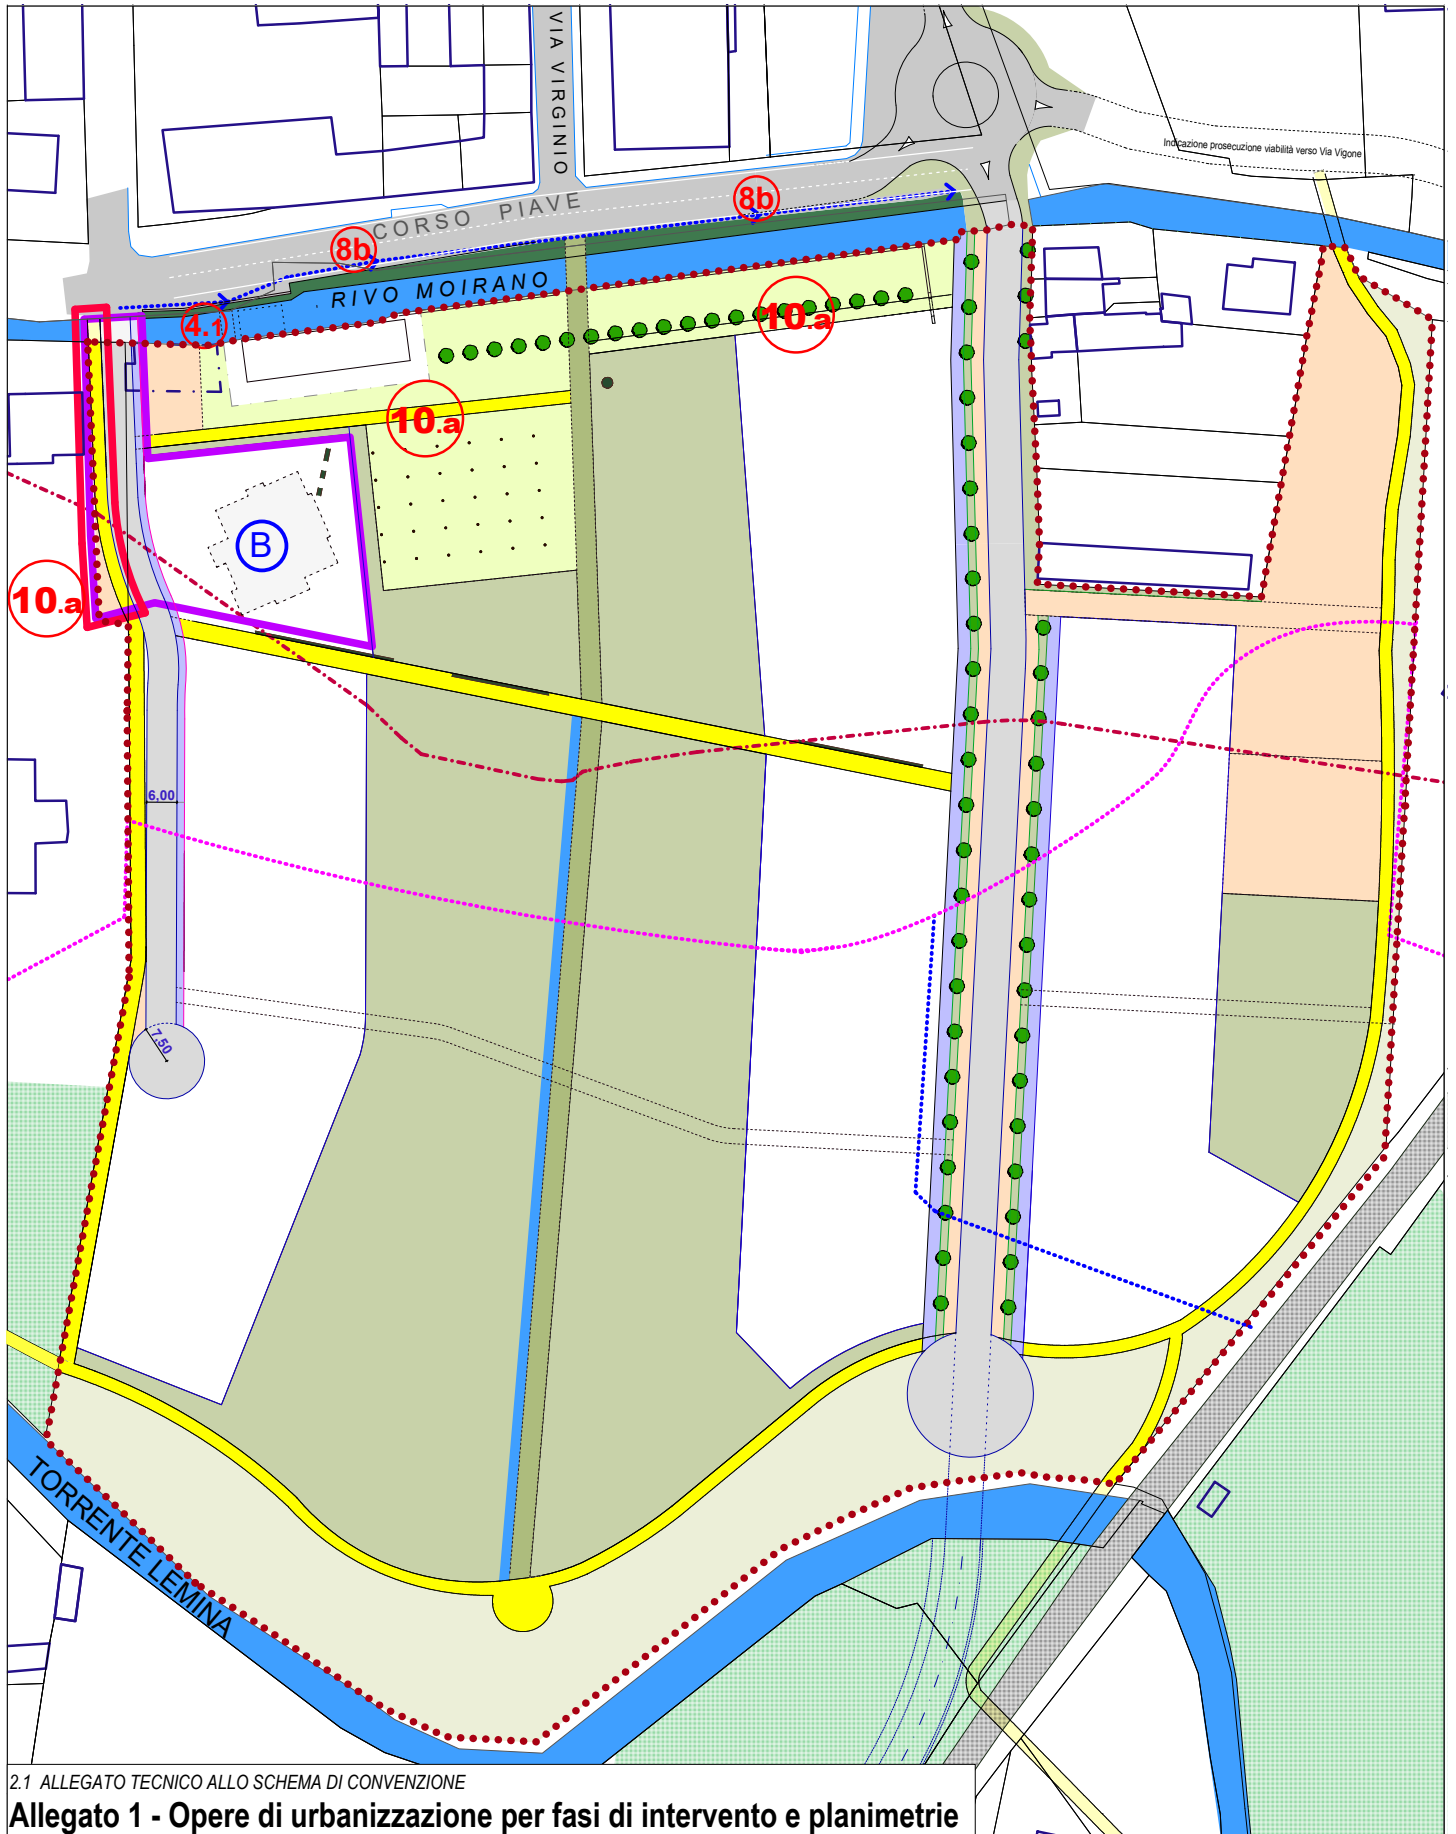 VIA VIRGINIO
Indicazione prosecuzione viabilità verso Via Vigone
CORSO PIAVE
8b
8b
RIVO MOIRANO
4.1
10.a
10.a
B
10.a
6,00
7,50
TORRENTE LEMINA
2.1 ALLEGATO TECNICO ALLO SCHEMA DI CONVENZIONE
Allegato 1 - Opere di urbanizzazione per fasi di intervento e planimetrie